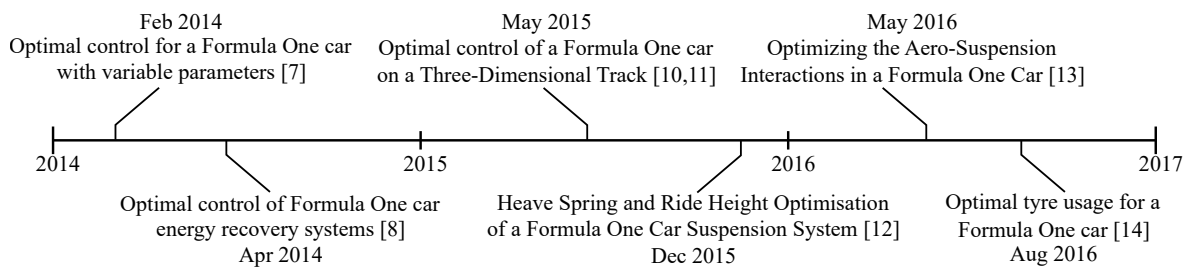 Feb 2014
Optimal control for a Formula One car
with variable parameters [7]
May 2015
Optimal control of a Formula One car
on a Three-Dimensional Track [10,11]
May 2016
Optimizing the Aero-Suspension
Interactions in a Formula One Car [13]
2014
2015
2016
2017
Optimal control of Formula One car
energy recovery systems [8]
Apr 2014
Heave Spring and Ride Height Optimisation
of a Formula One Car Suspension System [12]
Dec 2015
Optimal tyre usage for a
Formula One car [14]
Aug 2016